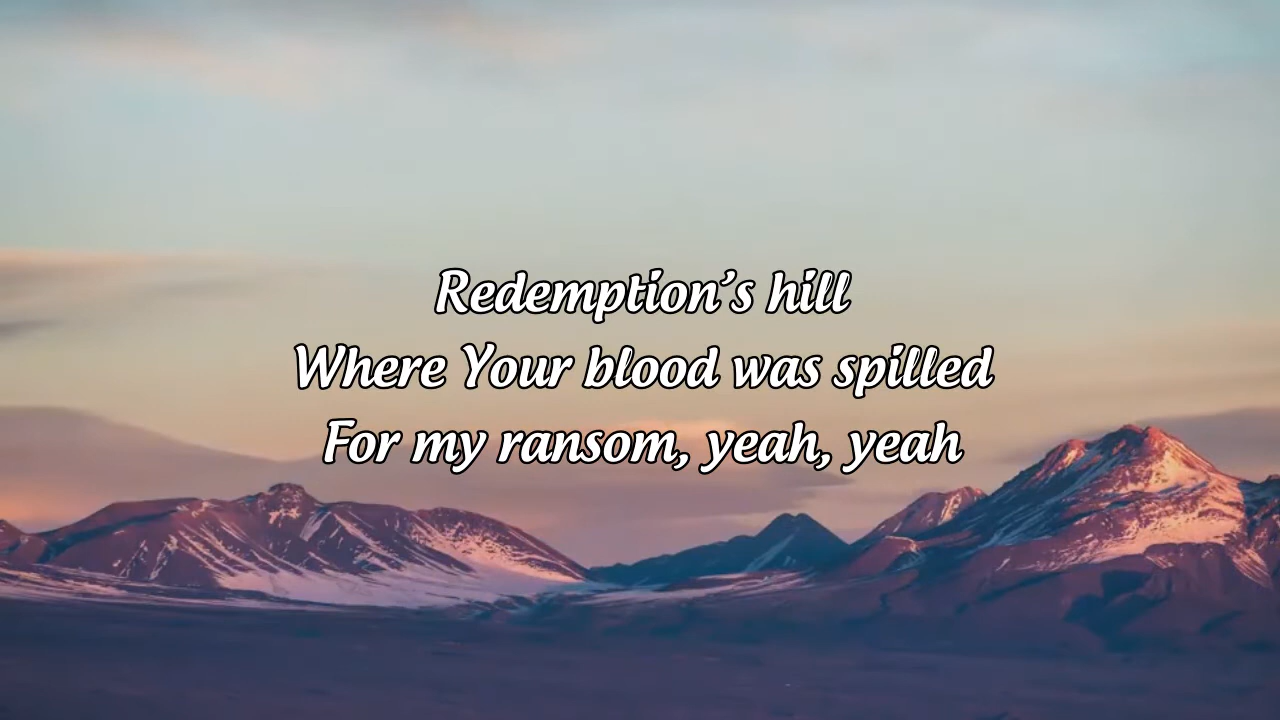 Redemption’s hill
Where Your blood was spilled
For my ransom, yeah, yeah